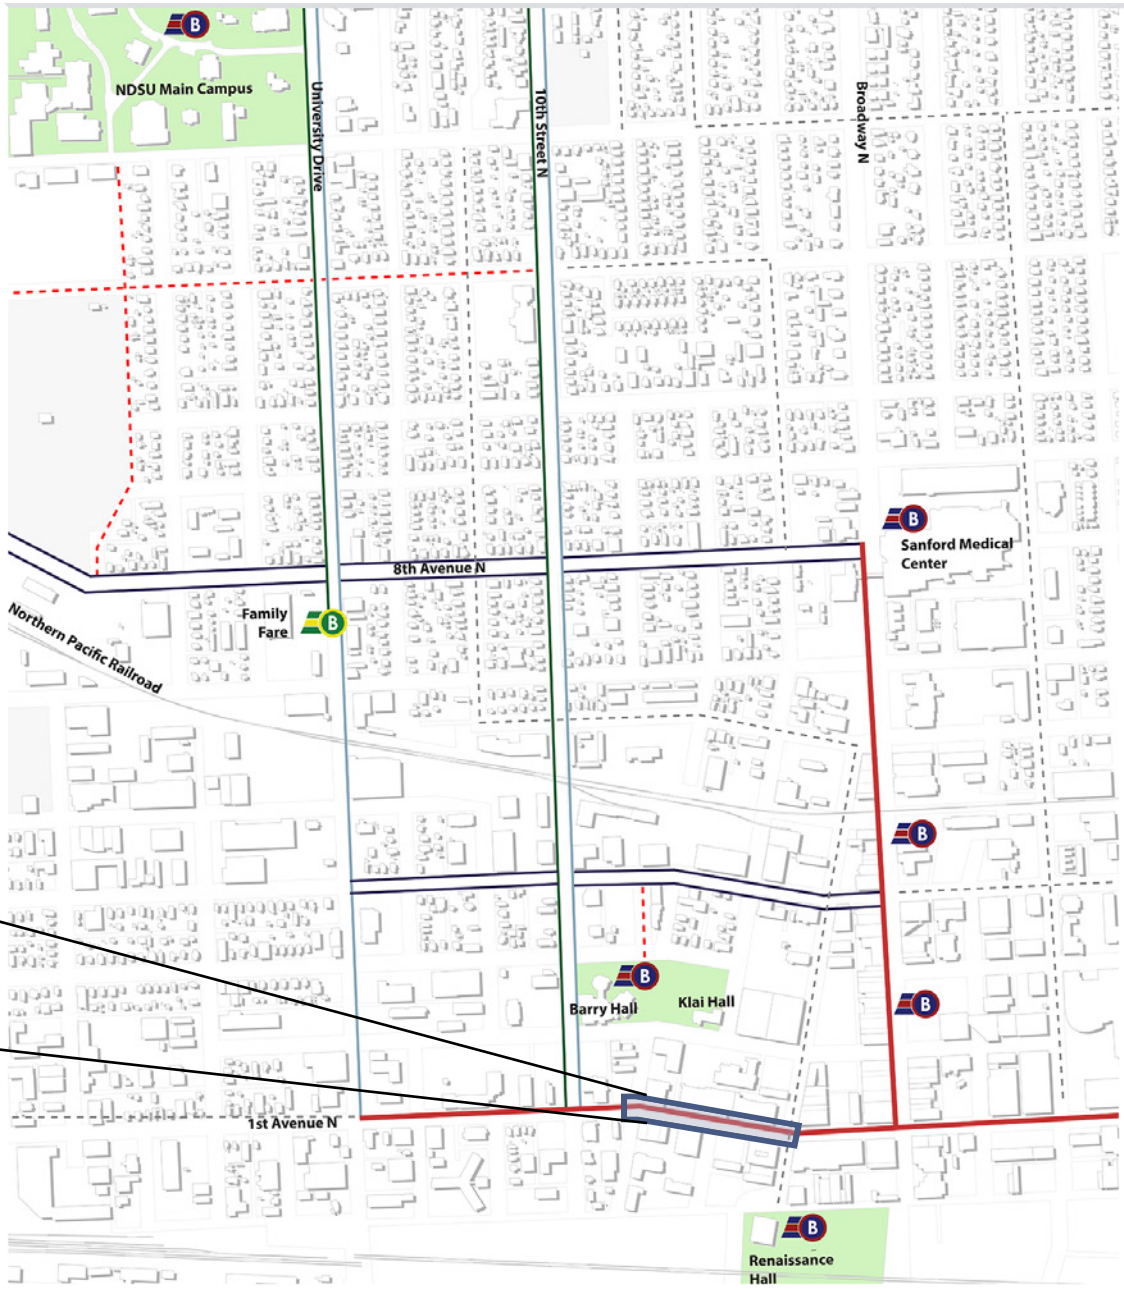 B
NDSU Main Campus
University Drive
10th Street N
Broadway N
B
Sanford Medical
Center
8th Avenue N
Family
Fare
B
Northern Pacific Railroad
B
B
Barry Hall
Klai Hall
B
1st Avenue N
B
Renaissance
Hall